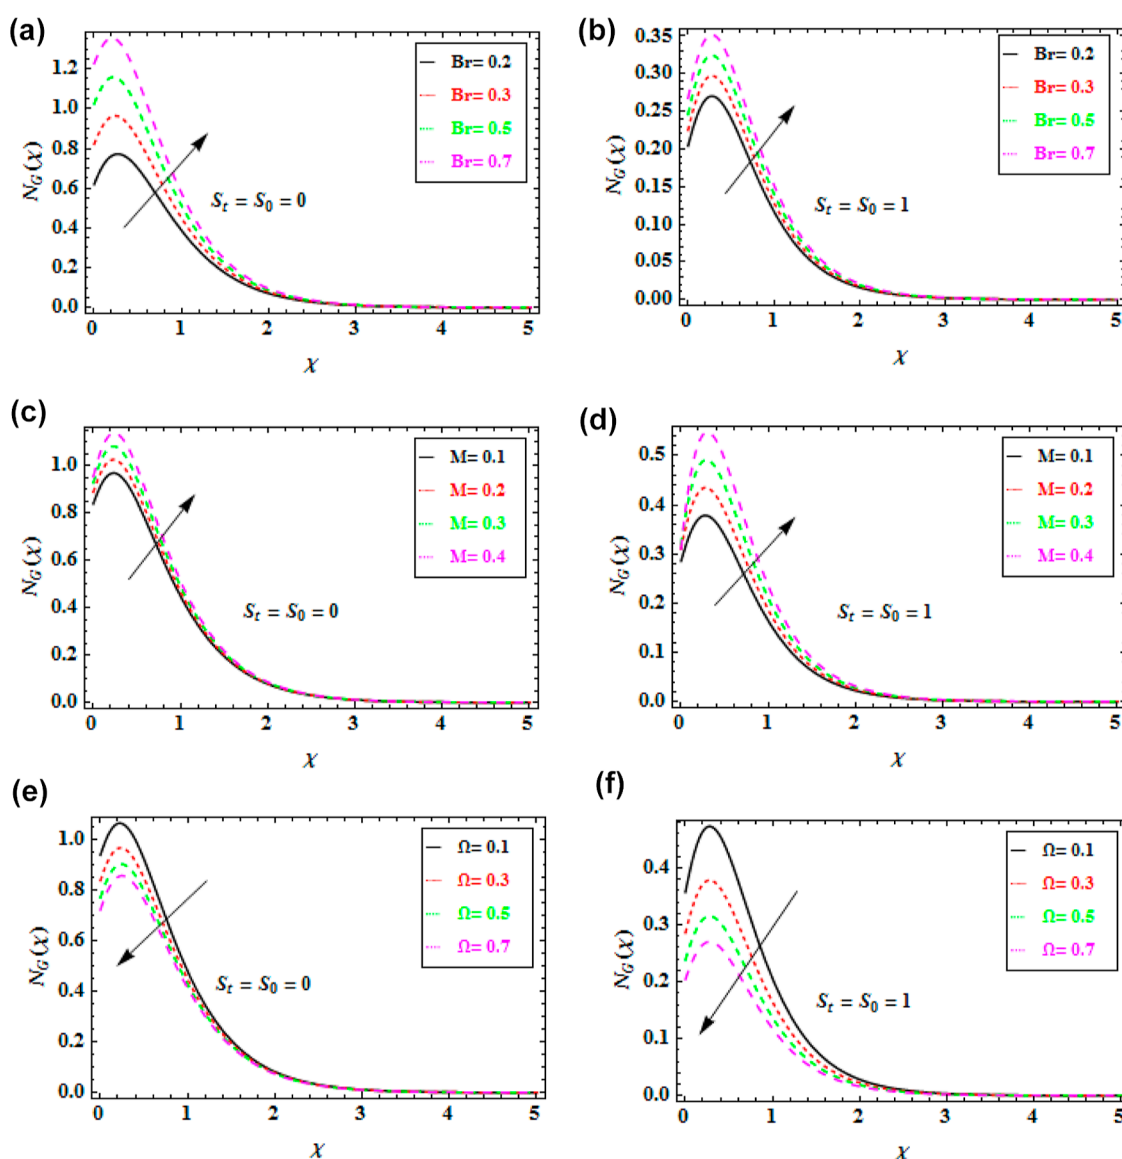 (a)
1.2
1.0
0.8
0.6
0.4
0.2
0.0
N_G(χ)
Br= 0.2
Br= 0.3
Br= 0.5
Br= 0.7
S_t = S_0 = 0
0 1 2 3 4 5
χ
(b)
0.35
0.30
0.25
0.20
0.15
0.10
0.05
0.00
N_G(χ)
Br= 0.2
Br= 0.3
Br= 0.5
Br= 0.7
S_t = S_0 = 1
0 1 2 3 4 5
χ
(c)
1.0
0.8
0.6
0.4
0.2
0.0
N_G(χ)
M= 0.1
M= 0.2
M= 0.3
M= 0.4
S_t = S_0 = 0
0 1 2 3 4 5
χ
(d)
0.5
0.4
0.3
0.2
0.1
0.0
N_G(χ)
M= 0.1
M= 0.2
M= 0.3
M= 0.4
S_t = S_0 = 1
0 1 2 3 4 5
χ
(e)
1.0
0.8
0.6
0.4
0.2
0.0
N_G(χ)
Ω= 0.1
Ω= 0.3
Ω= 0.5
Ω= 0.7
S_t = S_0 = 0
0 1 2 3 4 5
χ
(f)
0.4
0.3
0.2
0.1
0.0
N_G(χ)
Ω= 0.1
Ω= 0.3
Ω= 0.5
Ω= 0.7
S_t = S_0 = 1
0 1 2 3 4 5
χ